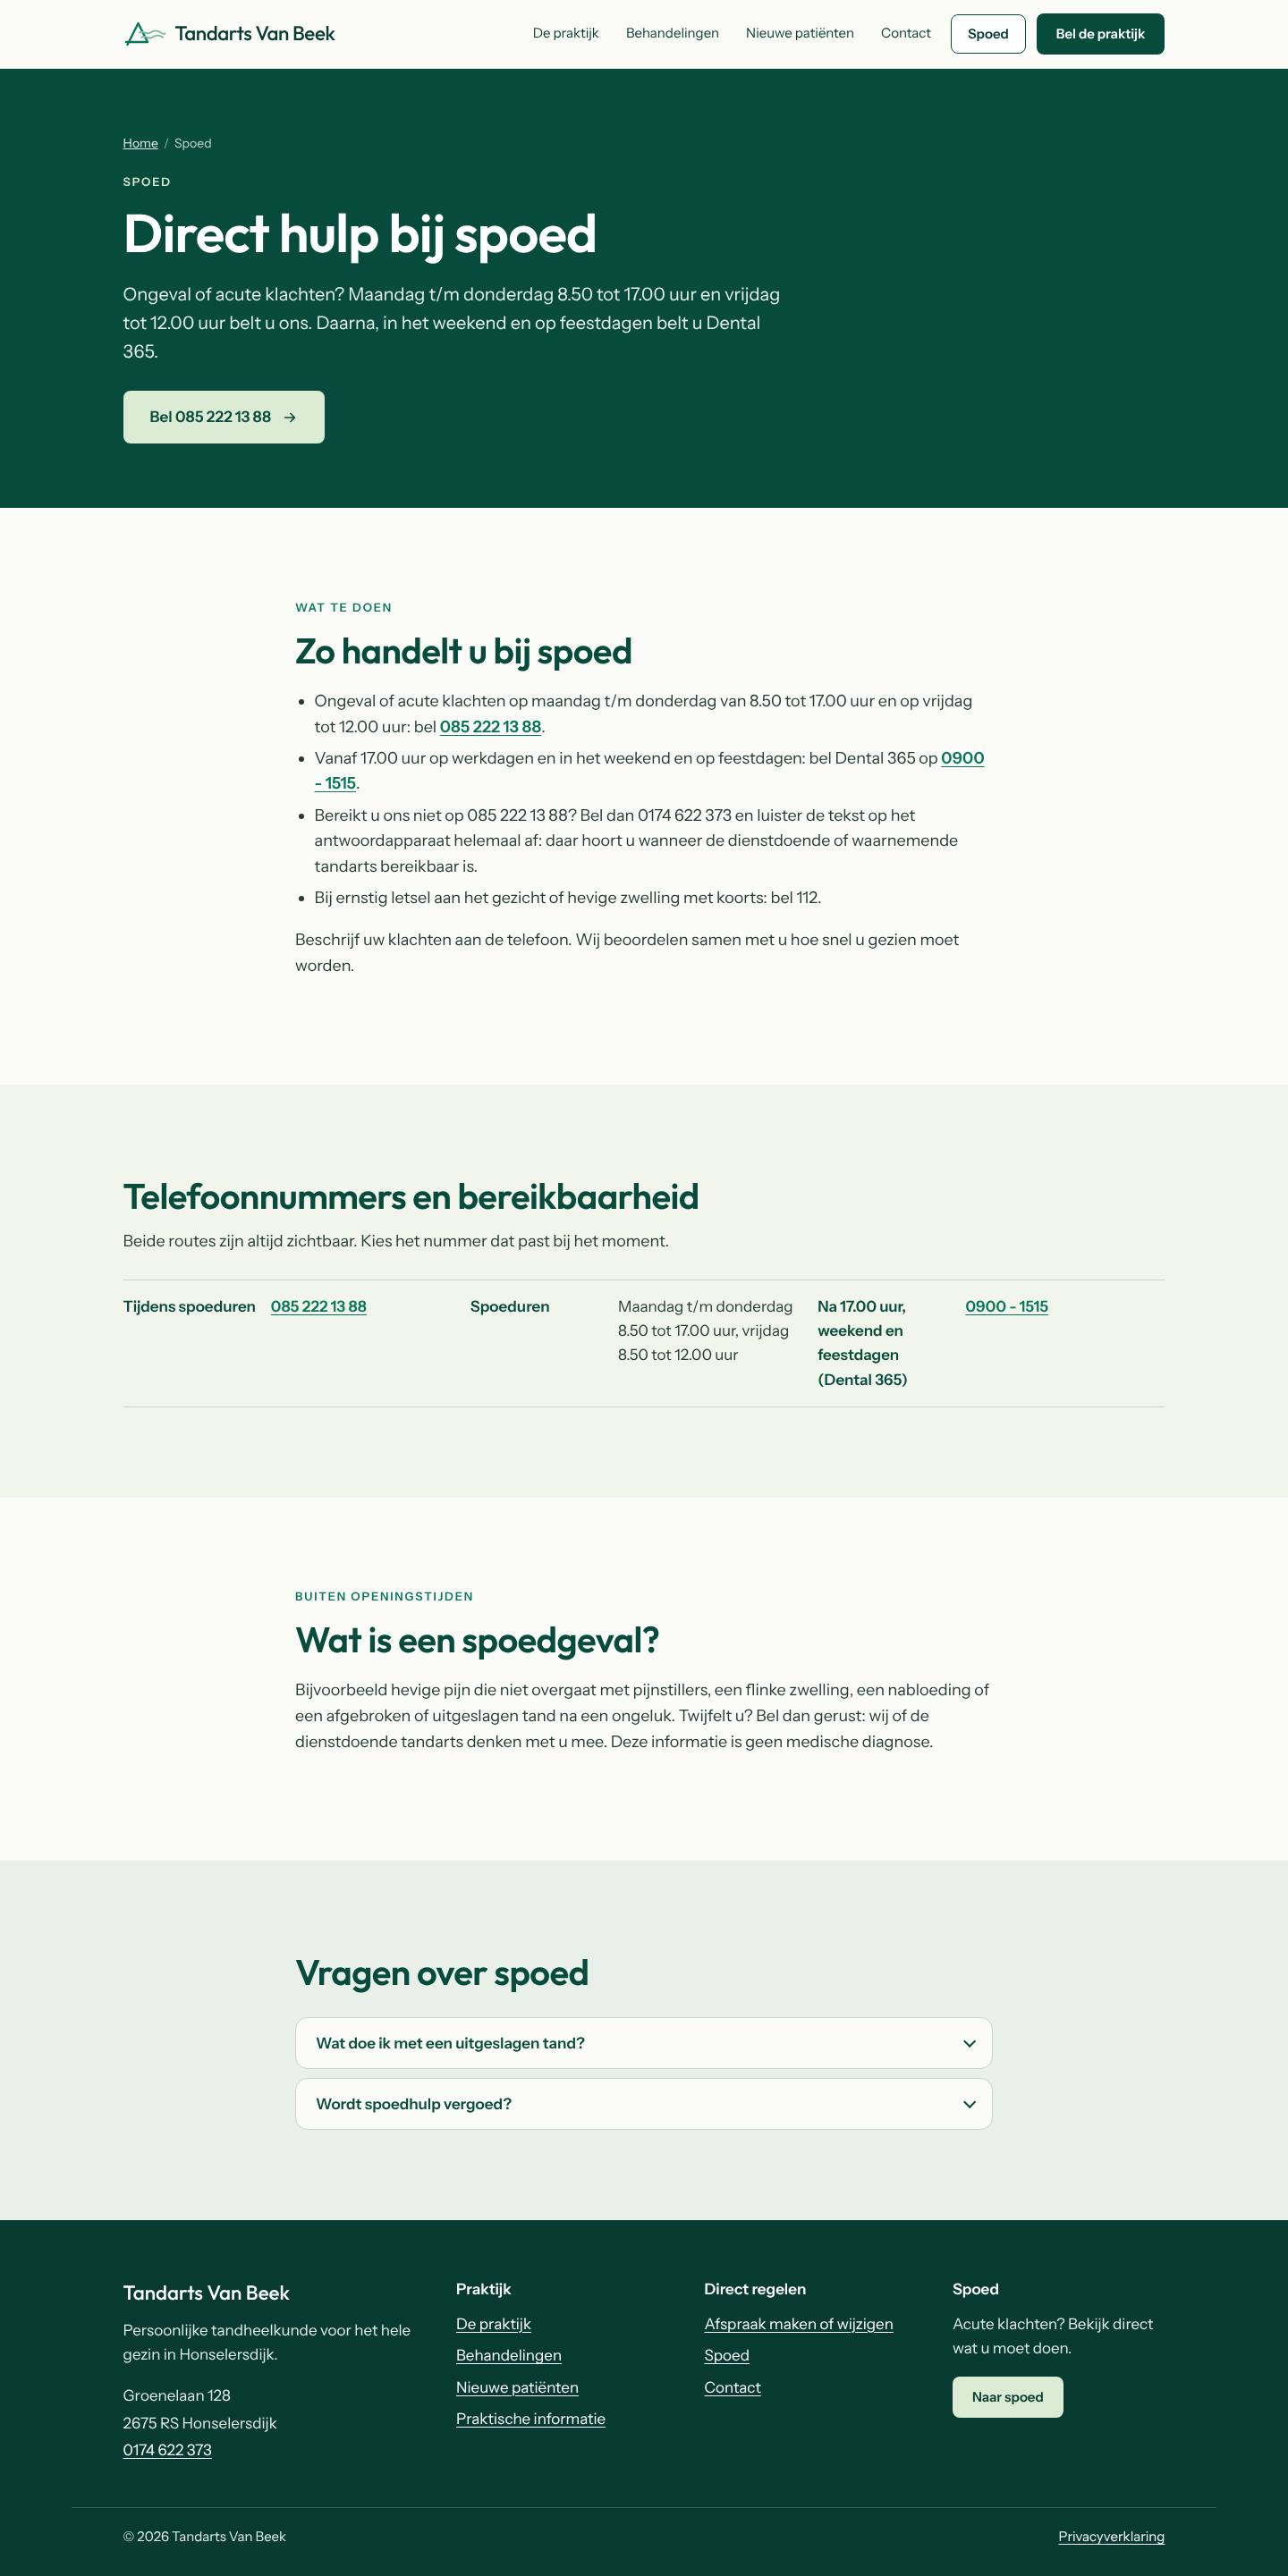 Tandarts Van Beek
De praktijk
Behandelingen
Nieuwe patiënten
Contact
Spoed
Bel de praktijk
Home / Spoed
SPOED
Direct hulp bij spoed
Ongeval of acute klachten? Maandag t/m donderdag 8.50 tot 17.00 uur en vrijdag
tot 12.00 uur belt u ons. Daarna, in het weekend en op feestdagen belt u Dental
365.
Bel 085 222 13 88 →
WAT TE DOEN
Zo handelt u bij spoed
• Ongeval of acute klachten op maandag t/m donderdag van 8.50 tot 17.00 uur en op vrijdag
tot 12.00 uur: bel 085 222 13 88.
• Vanaf 17.00 uur op werkdagen en in het weekend en op feestdagen: bel Dental 365 op 0900
- 1515.
• Bereikt u ons niet op 085 222 13 88? Bel dan 0174 622 373 en luister de tekst op het
antwoordapparaat helemaal af: daar hoort u wanneer de dienstdoende of waarnemende
tandarts bereikbaar is.
• Bij ernstig letsel aan het gezicht of hevige zwelling met koorts: bel 112.
Beschrijf uw klachten aan de telefoon. Wij beoordelen samen met u hoe snel u gezien moet
worden.
Telefoonnummers en bereikbaarheid
Beide routes zijn altijd zichtbaar. Kies het nummer dat past bij het moment.
Tijdens spoeduren
085 222 13 88
Spoeduren
Maandag t/m donderdag
8.50 tot 17.00 uur, vrijdag
8.50 tot 12.00 uur
Na 17.00 uur,
weekend en
feestdagen
(Dental 365)
0900 - 1515
BUITEN OPENINGSTIJDEN
Wat is een spoedgeval?
Bijvoorbeeld hevige pijn die niet overgaat met pijnstillers, een flinke zwelling, een nabloeding of
een afgebroken of uitgeslagen tand na een ongeluk. Twijfelt u? Bel dan gerust: wij of de
dienstdoende tandarts denken met u mee. Deze informatie is geen medische diagnose.
Vragen over spoed
Wat doe ik met een uitgeslagen tand?
Wordt spoedhulp vergoed?
Tandarts Van Beek
Persoonlijke tandheelkunde voor het hele
gezin in Honselersdijk.
Groenelaan 128
2675 RS Honselersdijk
0174 622 373
Praktijk
De praktijk
Behandelingen
Nieuwe patiënten
Praktische informatie
Direct regelen
Afspraak maken of wijzigen
Spoed
Contact
Spoed
Acute klachten? Bekijk direct
wat u moet doen.
Naar spoed
© 2026 Tandarts Van Beek
Privacyverklaring